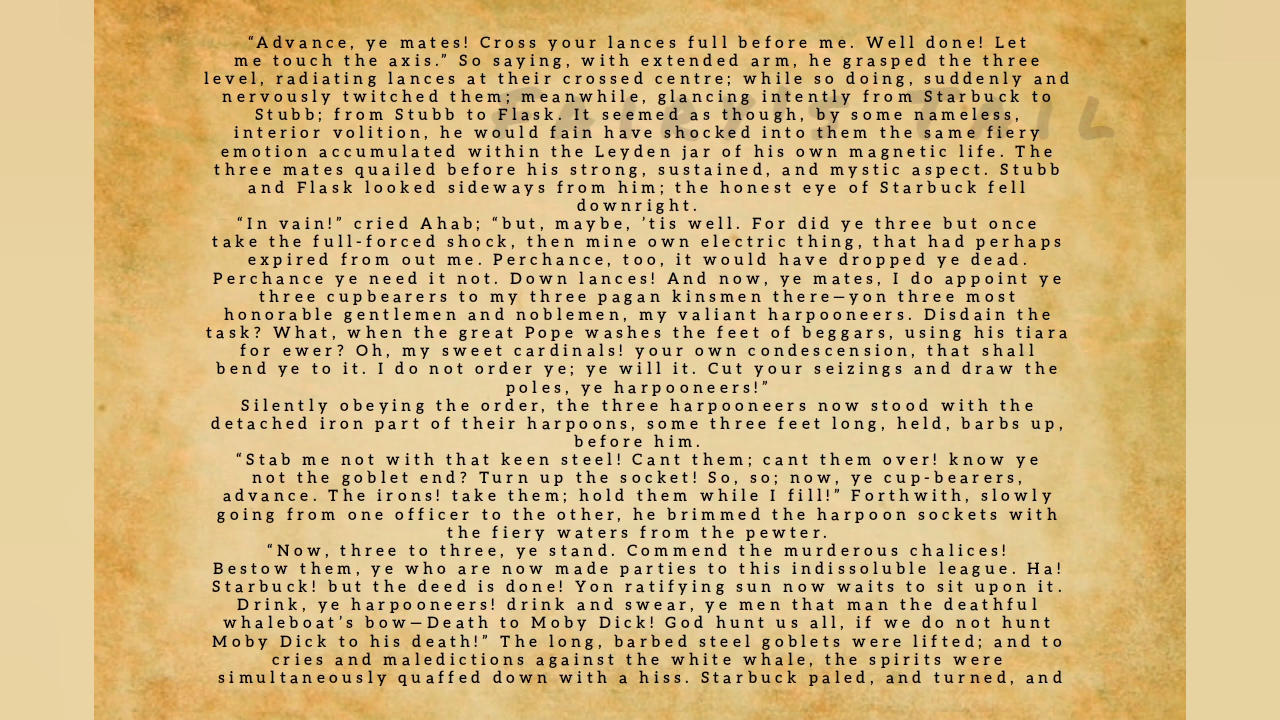 “Advance, ye mates! Cross your lances full before me. Well done! Let
me touch the axis.” So saying, with extended arm, he grasped the three
level, radiating lances at their crossed centre; while so doing, suddenly and
nervously twitched them; meanwhile, glancing intently from Starbuck to
Stubb; from Stubb to Flask. It seemed as though, by some nameless,
interior volition, he would fain have shocked into them the same fiery
emotion accumulated within the Leyden jar of his own magnetic life. The
three mates quailed before his strong, sustained, and mystic aspect. Stubb
and Flask looked sideways from him; the honest eye of Starbuck fell
downright.
“In vain!” cried Ahab; “but, maybe, ’tis well. For did ye three but once
take the full-forced shock, then mine own electric thing, that had perhaps
expired from out me. Perchance, too, it would have dropped ye dead.
Perchance ye need it not. Down lances! And now, ye mates, I do appoint ye
three cupbearers to my three pagan kinsmen there—yon three most
honorable gentlemen and noblemen, my valiant harpooneers. Disdain the
task? What, when the great Pope washes the feet of beggars, using his tiara
for ewer? Oh, my sweet cardinals! your own condescension, that shall
bend ye to it. I do not order ye; ye will it. Cut your seizings and draw the
poles, ye harpooneers!”
Silently obeying the order, the three harpooneers now stood with the
detached iron part of their harpoons, some three feet long, held, barbs up,
before him.
“Stab me not with that keen steel! Cant them; cant them over! know ye
not the goblet end? Turn up the socket! So, so; now, ye cup-bearers,
advance. The irons! take them; hold them while I fill!” Forthwith, slowly
going from one officer to the other, he brimmed the harpoon sockets with
the fiery waters from the pewter.
“Now, three to three, ye stand. Commend the murderous chalices!
Bestow them, ye who are now made parties to this indissoluble league. Ha!
Starbuck! but the deed is done! Yon ratifying sun now waits to sit upon it.
Drink, ye harpooneers! drink and swear, ye men that man the deathful
whaleboat’s bow—Death to Moby Dick! God hunt us all, if we do not hunt
Moby Dick to his death!” The long, barbed steel goblets were lifted; and to
cries and maledictions against the white whale, the spirits were
simultaneously quaffed down with a hiss. Starbuck paled, and turned, and